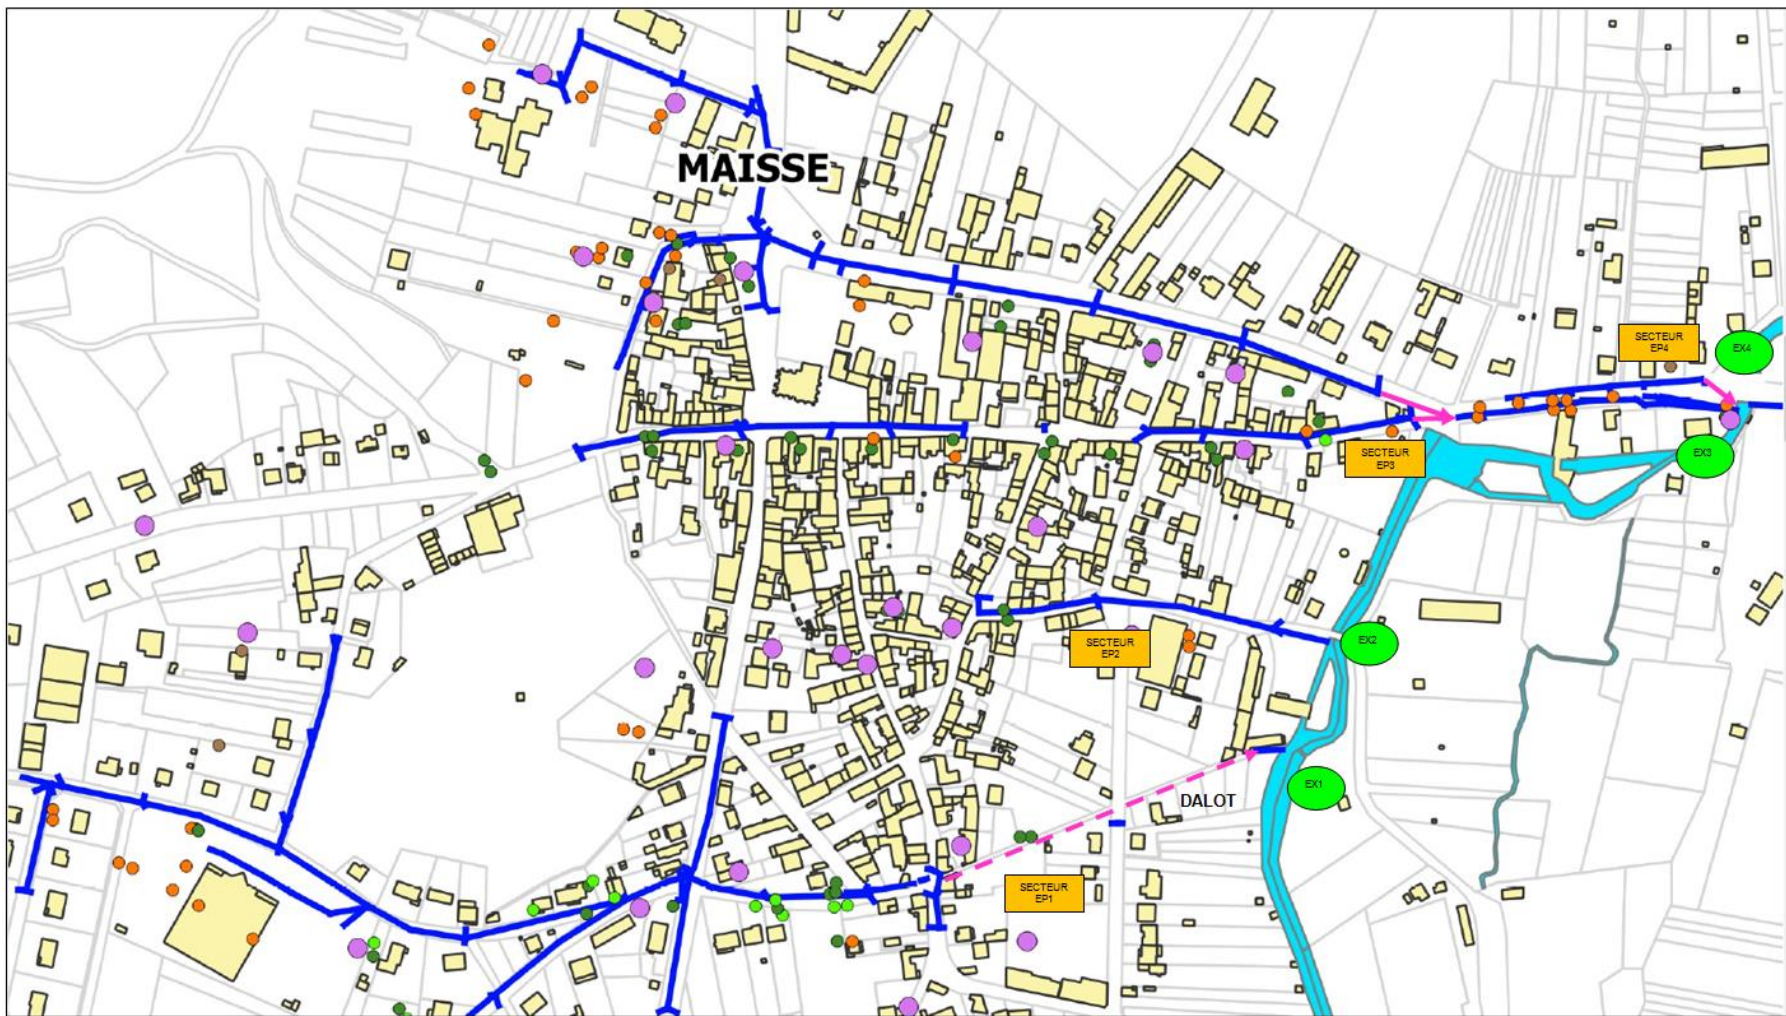 MAISSE
SECTEUR
EP4
EX4
SECTEUR
EP3
EX3
SECTEUR
EP2
EX2
EX1
DALOT
SECTEUR
EP1